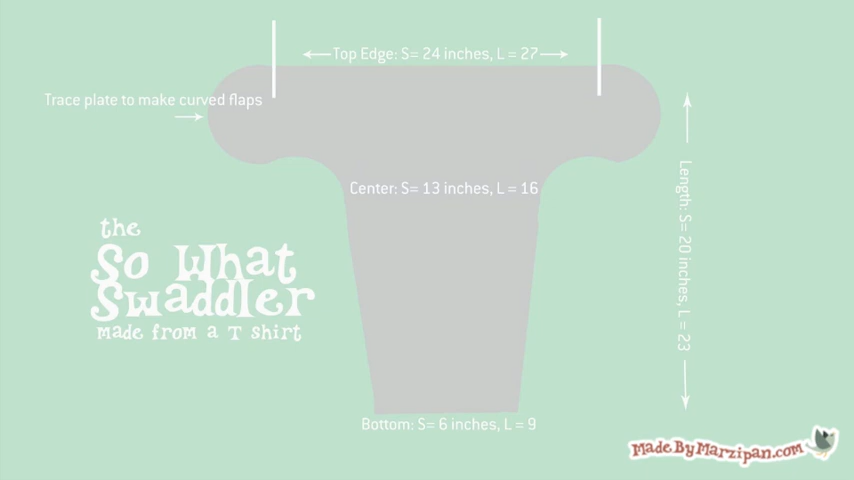 Top Edge: S= 24 inches, L = 27
Trace plate to make curved flaps
Center: S= 13 inches, L = 16
Length: S= 20 inches, L = 23
the
So What
Swaddler
made from a T shirt
Bottom: S= 6 inches, L = 9
MadeByMarzipan.com